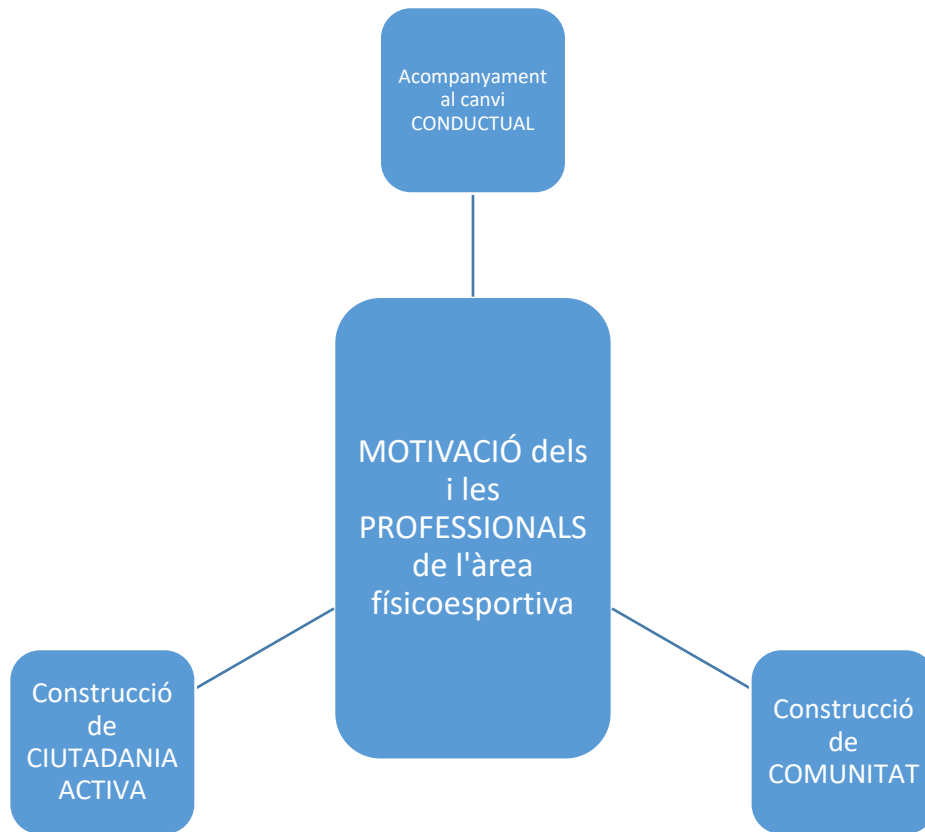 Acompanyament
al canvi
CONDUCTUAL
MOTIVACIÓ dels
i les
PROFESSIONALS
de l'àrea
físicoesportiva
Construcció
de
CIUTADANIA
ACTIVA
Construcció
de
COMUNITAT